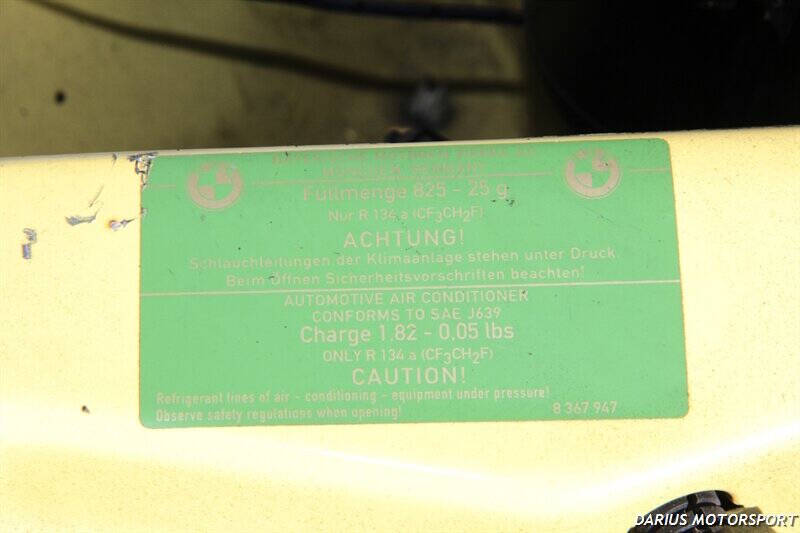 Füllmenge 825 - 25 g
Nur R 134 a (CF3CH2F)
ACHTUNG!
Schlauchleitungen der Klimaanlage stehen unter Druck.
Beim Öffnen Sicherheitsvorschriften beachten!
AUTOMOTIVE AIR CONDITIONER
CONFORMS TO SAE J639
Charge 1.82 - 0,05 lbs
ONLY R 134 a (CF3CH2F)
CAUTION!
Refrigerant lines of air - conditioning - equipment under pressure!
Observe safety regulations when opening!
8 367 947
DARIUS MOTORSPORT